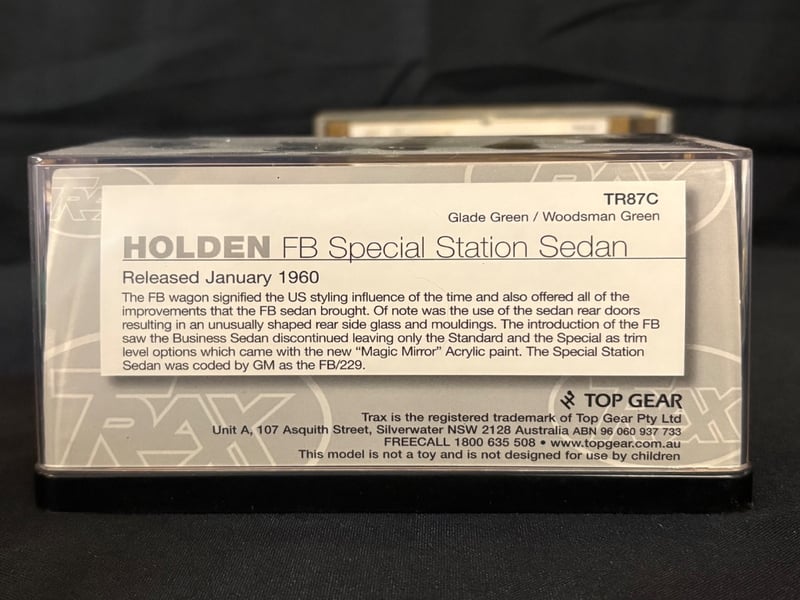 TR87C
Glade Green / Woodsman Green
HOLDEN FB Special Station Sedan
Released January 1960
The FB wagon signified the US styling influence of the time and also offered all of the
improvements that the FB sedan brought. Of note was the use of the sedan rear doors
resulting in an unusually shaped rear side glass and mouldings. The introduction of the FB
saw the Business Sedan discontinued leaving only the Standard and the Special as trim
level options which came with the new “Magic Mirror” Acrylic paint. The Special Station
Sedan was coded by GM as the FB/229.
TOP GEAR
Trax is the registered trademark of Top Gear Pty Ltd
Unit A, 107 Asquith Street, Silverwater NSW 2128 Australia ABN 96 060 937 733
FREECALL 1800 635 508 • www.topgear.com.au
This model is not a toy and is not designed for use by children
TRAX
TRAX
TRAX